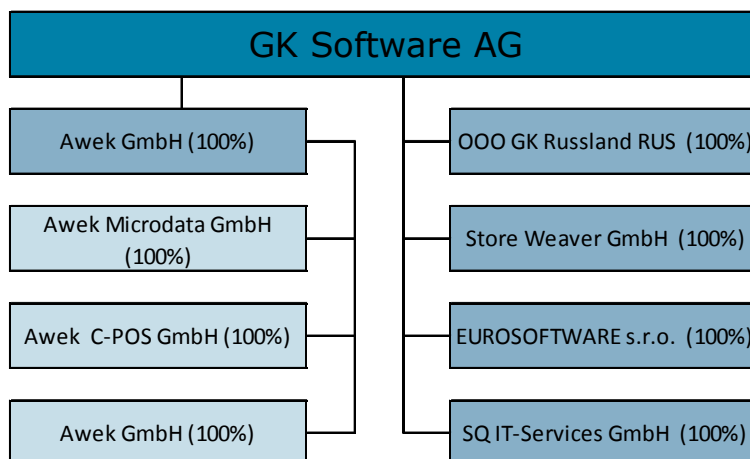 GK Software AG
Awek GmbH (100%)
OOO GK Russland RUS (100%)
Awek Microdata GmbH
(100%)
Store Weaver GmbH (100%)
Awek C-POS GmbH (100%)
EUROSOFTWARE s.r.o. (100%)
Awek GmbH (100%)
SQ IT-Services GmbH (100%)